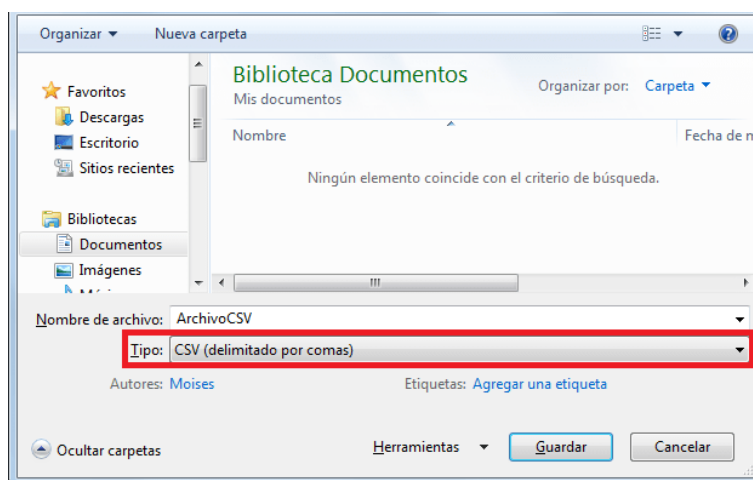 Organizar Nueva carpeta
Favoritos
Descargas
Escritorio
Sitios recientes
Bibliotecas
Documentos
Imágenes
Biblioteca Documentos
Mis documentos
Organizar por: Carpeta
Nombre Fecha de
Ningún elemento coincide con el criterio de búsqueda.
Nombre de archivo: ArchivoCSV
Tipo: CSV (delimitado por comas)
Autores: Moises Etiquetas: Agregar una etiqueta
Ocultar carpetas Herramientas Guardar Cancelar